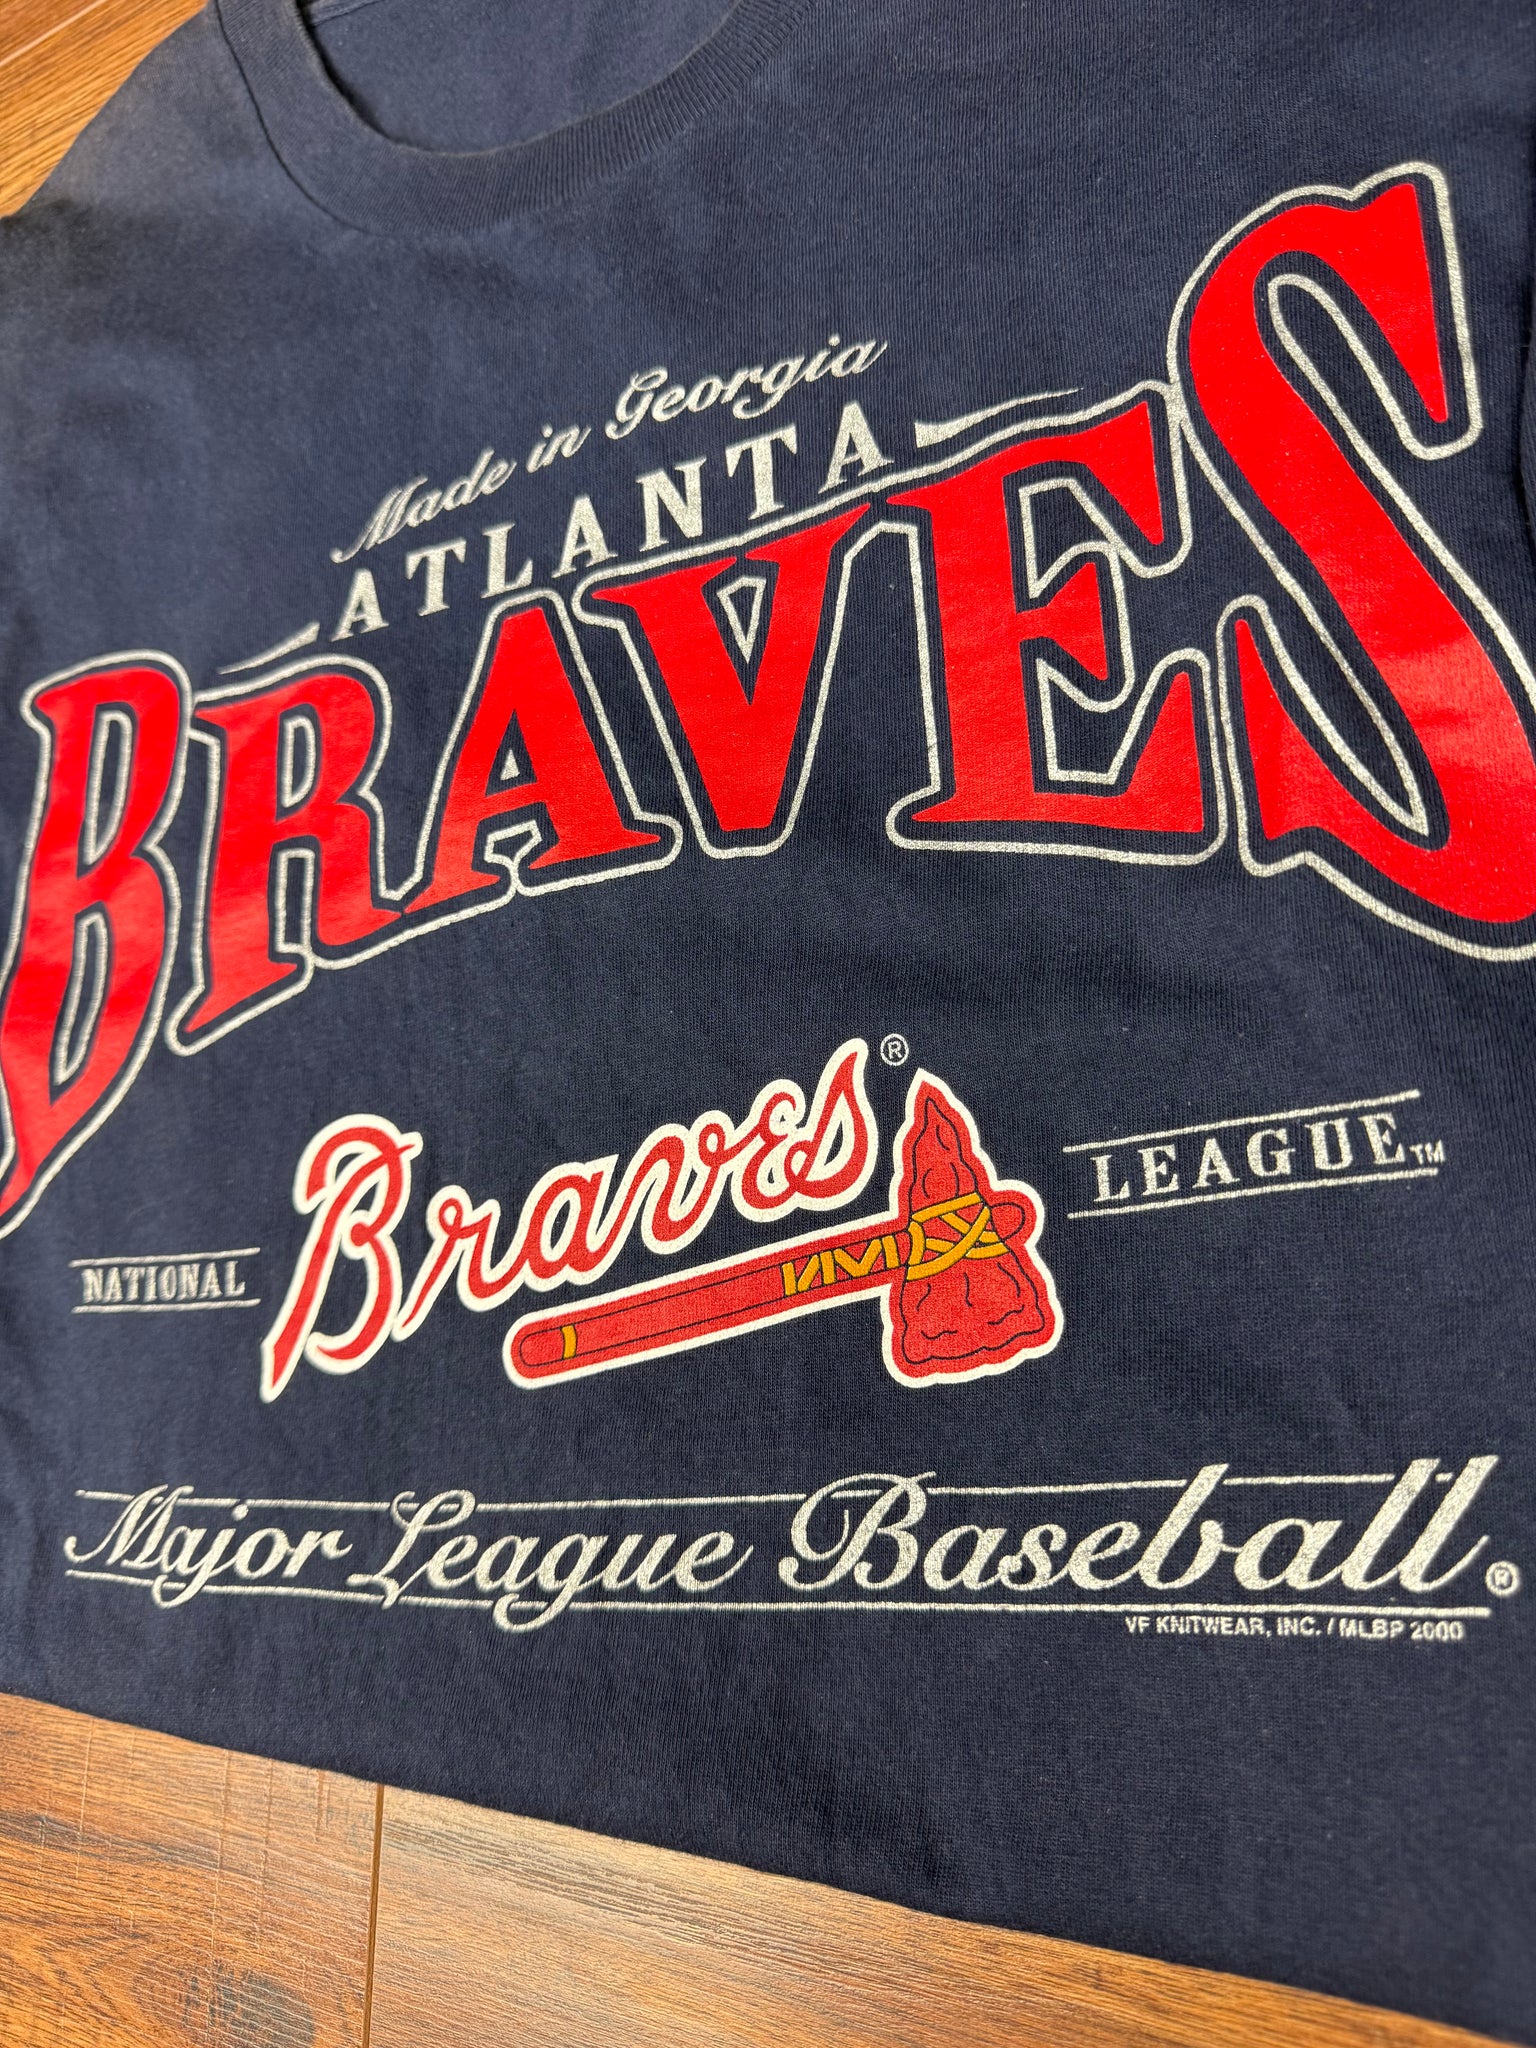 Made in Georgia
ATLANTA
BRAVES
Braves®
NATIONAL LEAGUE™
Major League Baseball®
VF KNITWEAR, INC. / MLBP 2000